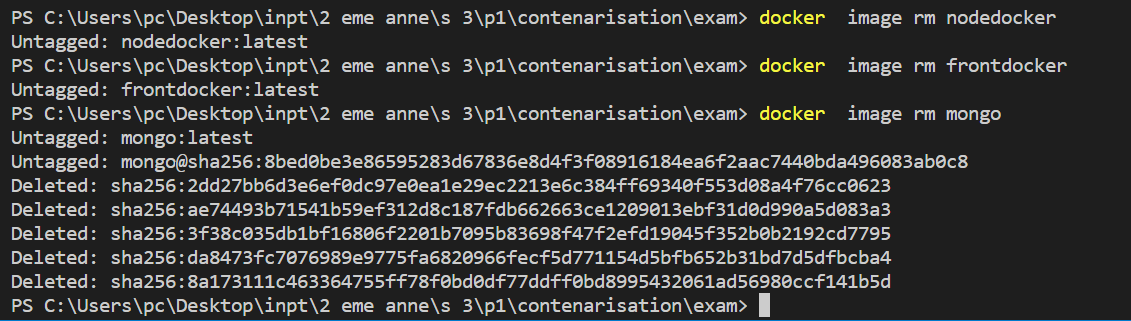 PS C:\Users\pc\Desktop\inpt\2 eme anne\s 3\p1\contenarisation\exam> docker  image rm nodedocker
Untagged: nodedocker:latest
PS C:\Users\pc\Desktop\inpt\2 eme anne\s 3\p1\contenarisation\exam> docker  image rm frontdocker
Untagged: frontdocker:latest
PS C:\Users\pc\Desktop\inpt\2 eme anne\s 3\p1\contenarisation\exam> docker  image rm mongo
Untagged: mongo:latest
Untagged: mongo@sha256:8bed0be3e86595283d67836e8d4f3f08916184ea6f2aac7440bda496083ab0c8
Deleted: sha256:2dd27bb6d3e6ef0dc97e0ea1e29ec2213e6c384ff69340f553d08a4f76cc0623
Deleted: sha256:ae74493b71541b59ef312d8c187fdb662663ce1209013ebf31d0d990a5d083a3
Deleted: sha256:3f38c035db1bf16806f2201b7095b83698f47f2efd19045f352b0b2192cd7795
Deleted: sha256:da8473fc7076989e9775fa6820966fecf5d771154d5bfb652b31bd7d5dfbcba4
Deleted: sha256:8a173111c463364755ff78f0bd0df77ddff0bd8995432061ad56980ccf141b5d
PS C:\Users\pc\Desktop\inpt\2 eme anne\s 3\p1\contenarisation\exam>